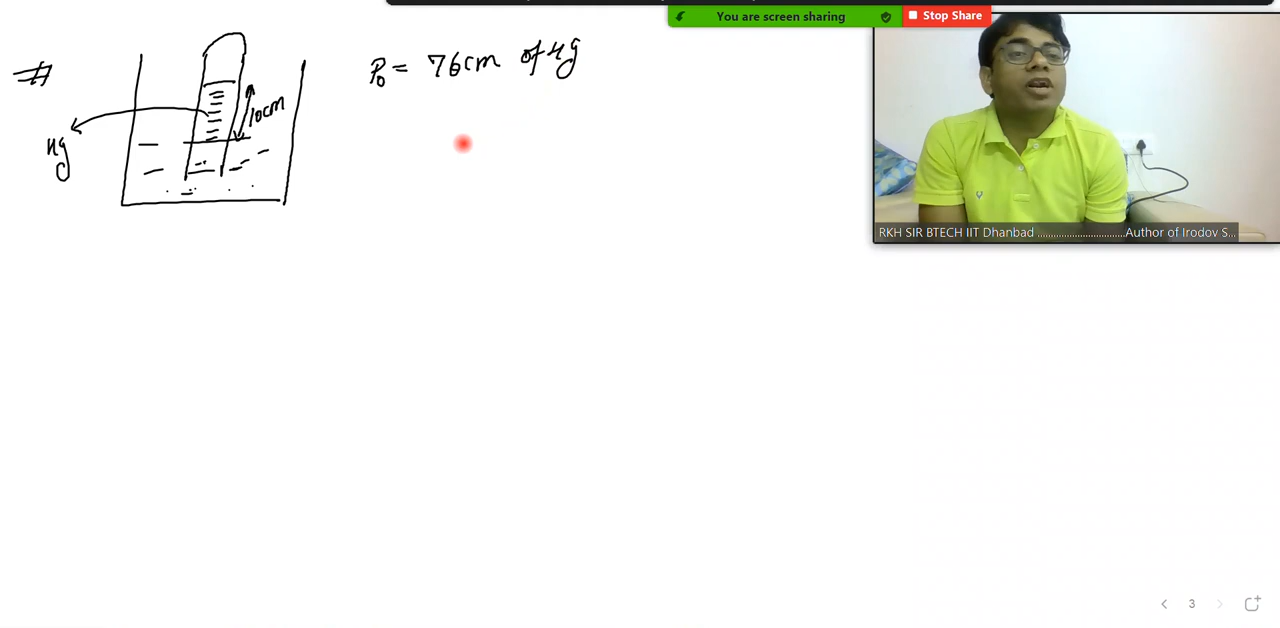 You are screen sharing
Stop Share
P₀ = 76cm of Hg
10cm
Hg
RKH SIR BTECH IIT Dhanbad ................................Author of Irodov S...
3